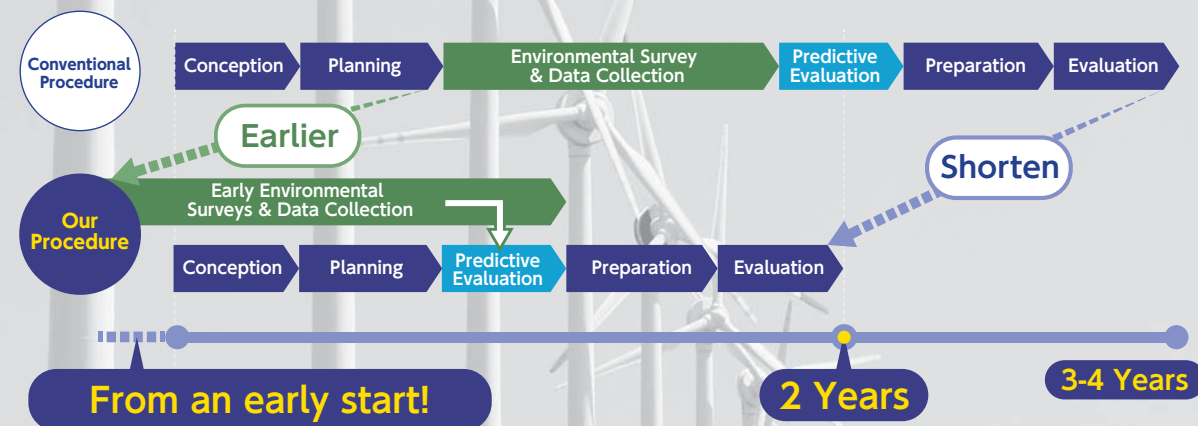 Conventional
Procedure
Conception
Planning
Environmental Survey
& Data Collection
Predictive
Evaluation
Preparation
Evaluation
Earlier
Shorten
Our
Procedure
Early Environmental
Surveys & Data Collection
Conception
Planning
Predictive
Evaluation
Preparation
Evaluation
From an early start!
2 Years
3-4 Years